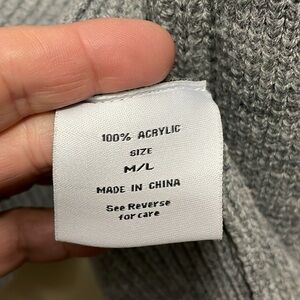 100% ACRYLIC
SIZE
M/L
MADE IN CHINA
See Reverse
for care